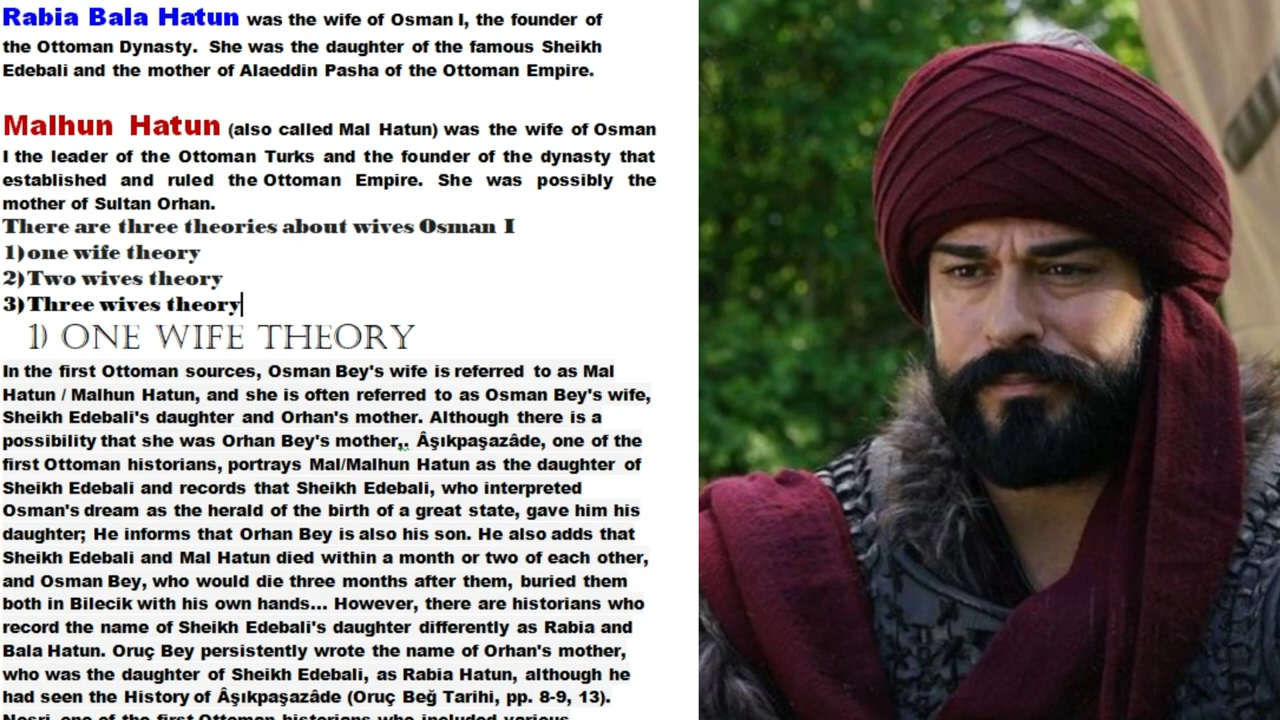 Rabia Bala Hatun was the wife of Osman I, the founder of
the Ottoman Dynasty. She was the daughter of the famous Sheikh
Edebali and the mother of Alaeddin Pasha of the Ottoman Empire.
Malhun Hatun (also called Mal Hatun) was the wife of Osman
I the leader of the Ottoman Turks and the founder of the dynasty that
established and ruled the Ottoman Empire. She was possibly the
mother of Sultan Orhan.
There are three theories about wives Osman I
1)one wife theory
2)Two wives theory
3)Three wives theory
1) ONE WIFE THEORY
In the first Ottoman sources, Osman Bey's wife is referred to as Mal
Hatun / Malhun Hatun, and she is often referred to as Osman Bey's wife,
Sheikh Edebali's daughter and Orhan's mother. Although there is a
possibility that she was Orhan Bey's mother,. Âşıkpaşazâde, one of the
first Ottoman historians, portrays Mal/Malhun Hatun as the daughter of
Sheikh Edebali and records that Sheikh Edebali, who interpreted
Osman's dream as the herald of the birth of a great state, gave him his
daughter; He informs that Orhan Bey is also his son. He also adds that
Sheikh Edebali and Mal Hatun died within a month or two of each other,
and Osman Bey, who would die three months after them, buried them
both in Bilecik with his own hands... However, there are historians who
record the name of Sheikh Edebali's daughter differently as Rabia and
Bala Hatun. Oruç Bey persistently wrote the name of Orhan's mother,
who was the daughter of Sheikh Edebali, as Rabia Hatun, although he
had seen the History of Âşıkpaşazâde (Oruç Beğ Tarihi, pp. 8-9, 13).
Neşri, one of the first Ottoman historians who included various